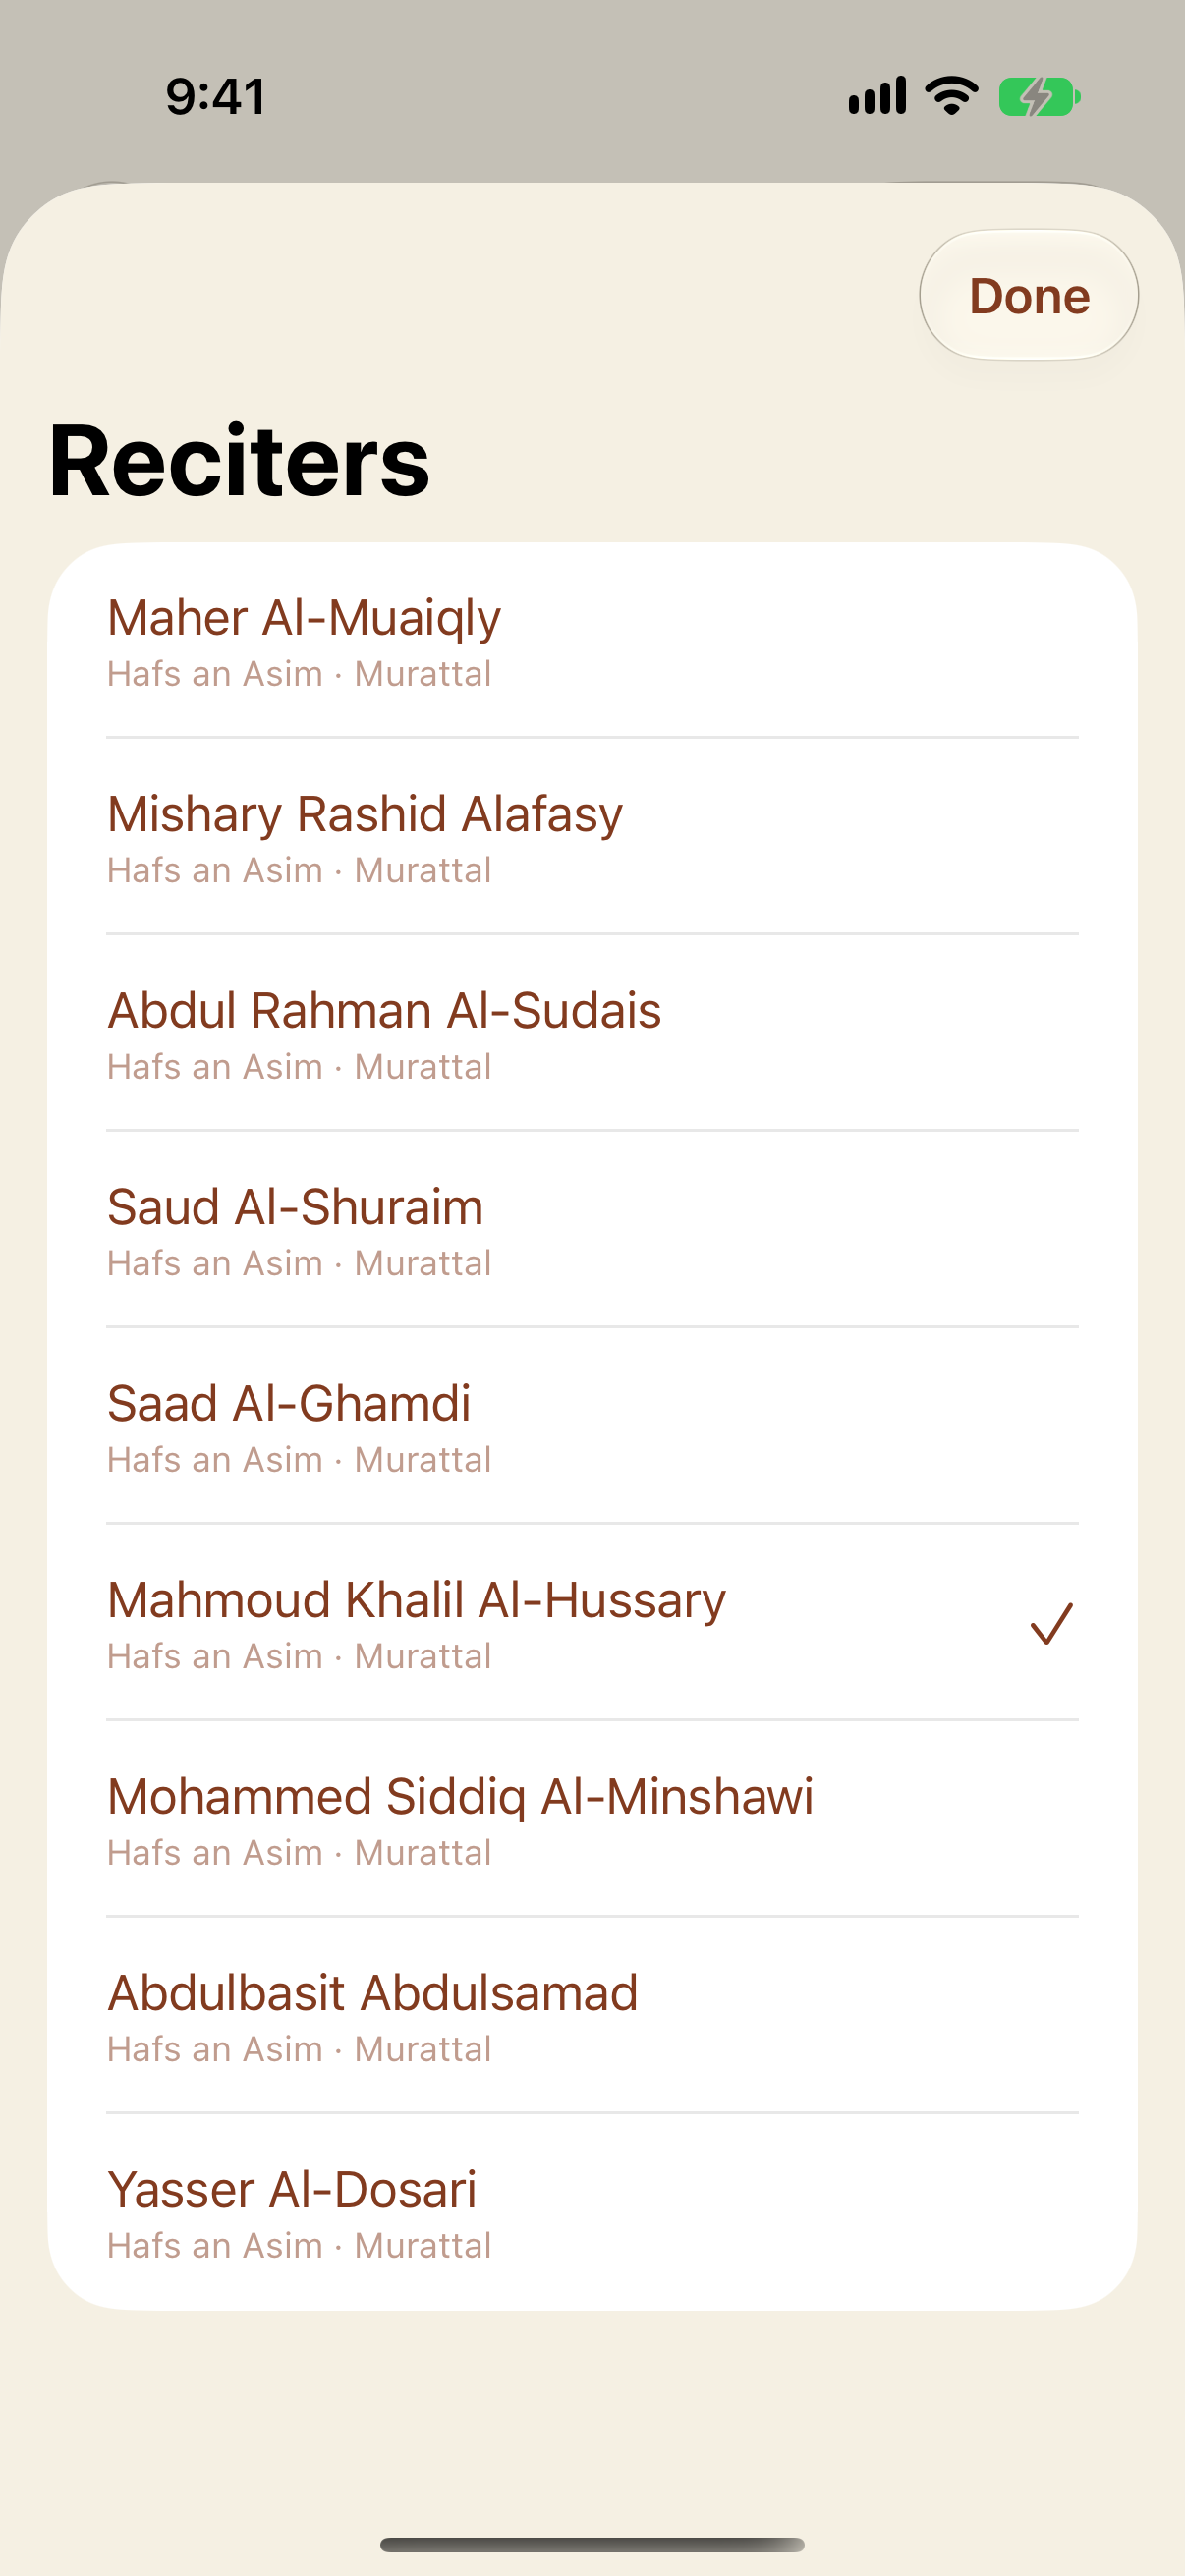 9:41
Done
Reciters
Maher Al-Muaiqly
Hafs an Asim · Murattal
Mishary Rashid Alafasy
Hafs an Asim · Murattal
Abdul Rahman Al-Sudais
Hafs an Asim · Murattal
Saud Al-Shuraim
Hafs an Asim · Murattal
Saad Al-Ghamdi
Hafs an Asim · Murattal
Mahmoud Khalil Al-Hussary
Hafs an Asim · Murattal
Mohammed Siddiq Al-Minshawi
Hafs an Asim · Murattal
Abdulbasit Abdulsamad
Hafs an Asim · Murattal
Yasser Al-Dosari
Hafs an Asim · Murattal